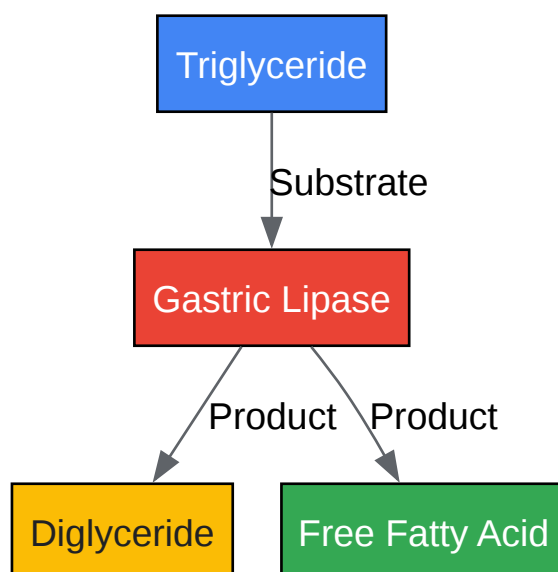 Triglyceride
Substrate
Gastric Lipase
Product
Product
Diglyceride
Free Fatty Acid